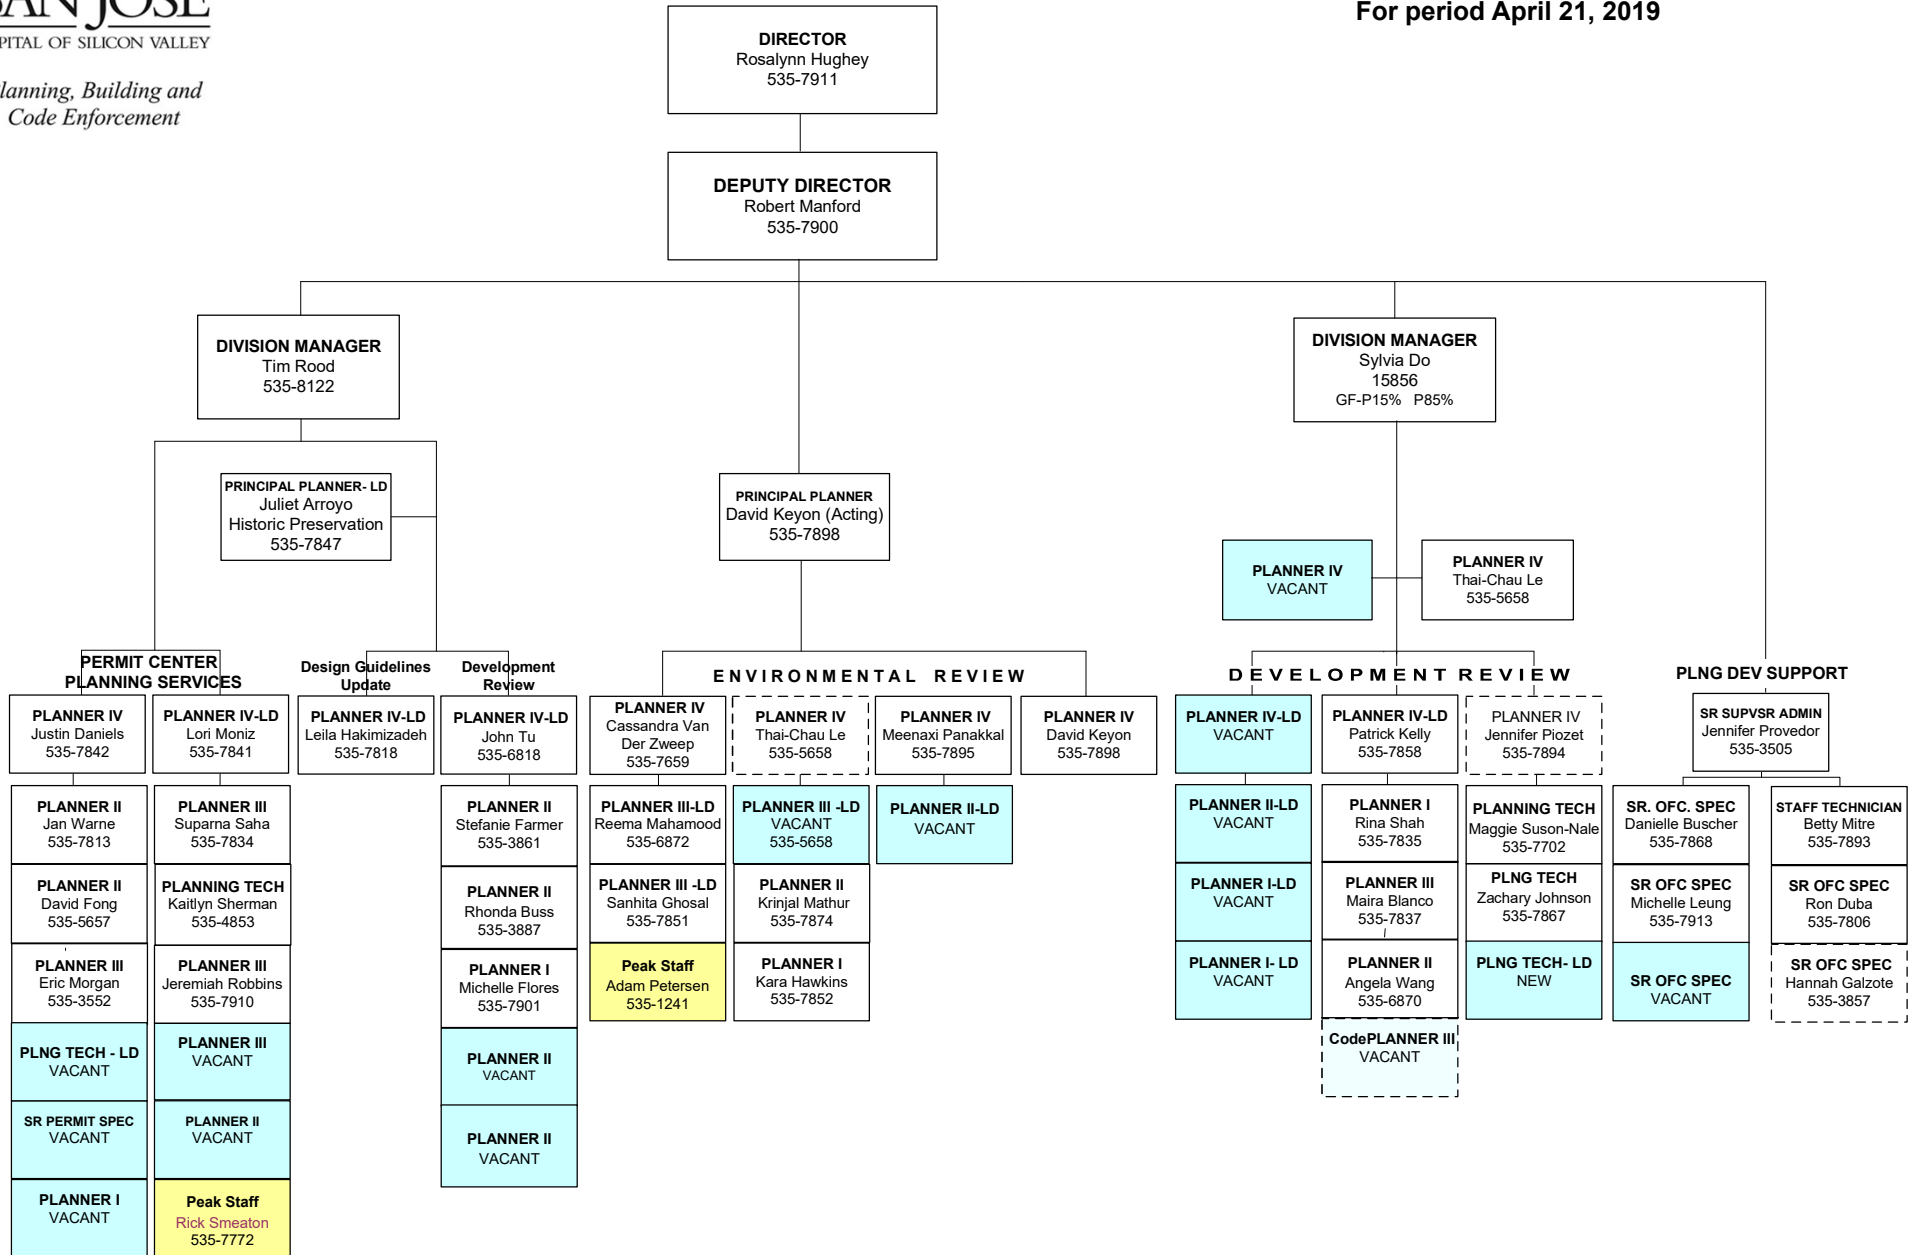 SAN JOSE
CAPITAL OF SILICON VALLEY
Planning, Building and
Code Enforcement
For period April 21, 2019
DIRECTOR
Rosalynn Hughey
535-7911
DEPUTY DIRECTOR
Robert Manford
535-7900
DIVISION MANAGER
Tim Rood
535-8122
DIVISION MANAGER
Sylvia Do
15856
GF-P15% P85%
PRINCIPAL PLANNER- LD
Juliet Arroyo
Historic Preservation
535-7847
PRINCIPAL PLANNER
David Keyon (Acting)
535-7898
PLANNER IV
VACANT
PLANNER IV
Thai-Chau Le
535-5658
PERMIT CENTER
PLANNING SERVICES
Design Guidelines
Update
Development
Review
ENVIRONMENTAL REVIEW
DEVELOPMENT REVIEW
PLNG DEV SUPPORT
PLANNER IV
Justin Daniels
535-7842
PLANNER II
Jan Warne
535-7813
PLANNER II
David Fong
535-5657
PLANNER III
Eric Morgan
535-3552
PLNG TECH - LD
VACANT
SR PERMIT SPEC
VACANT
PLANNER I
VACANT
PLANNER IV-LD
Lori Moniz
535-7841
PLANNER III
Suparna Saha
535-7834
PLANNING TECH
Kaitlyn Sherman
535-4853
PLANNER III
Jeremiah Robbins
535-7910
PLANNER III
VACANT
PLANNER II
VACANT
Peak Staff
Rick Smeaton
535-7772
PLANNER IV-LD
Leila Hakimizadeh
535-7818
PLANNER IV-LD
John Tu
535-6818
PLANNER II
Stefanie Farmer
535-3861
PLANNER II
Rhonda Buss
535-3887
PLANNER I
Michelle Flores
535-7901
PLANNER II
VACANT
PLANNER II
VACANT
PLANNER IV
Cassandra Van
Der Zweep
535-7659
PLANNER III-LD
Reema Mahamood
535-6872
PLANNER III -LD
Sanhita Ghosal
535-7851
Peak Staff
Adam Petersen
535-1241
PLANNER IV
Thai-Chau Le
535-5658
PLANNER III -LD
VACANT
535-5658
PLANNER II
Krinjal Mathur
535-7874
PLANNER I
Kara Hawkins
535-7852
PLANNER IV
Meenaxi Panakkal
535-7895
PLANNER II-LD
VACANT
PLANNER IV
David Keyon
535-7898
PLANNER IV-LD
VACANT
PLANNER II-LD
VACANT
PLANNER I-LD
VACANT
PLANNER I- LD
VACANT
PLANNER IV-LD
Patrick Kelly
535-7858
PLANNER I
Rina Shah
535-7835
PLANNER III
Maira Blanco
535-7837
PLANNER II
Angela Wang
535-6870
CodePLANNER III
VACANT
PLANNER IV
Jennifer Piozet
535-7894
PLANNING TECH
Maggie Suson-Nale
535-7702
PLNG TECH
Zachary Johnson
535-7867
PLNG TECH- LD
NEW
SR SUPVSR ADMIN
Jennifer Provedor
535-3505
SR. OFC. SPEC
Danielle Buscher
535-7868
SR OFC SPEC
Michelle Leung
535-7913
SR OFC SPEC
VACANT
STAFF TECHNICIAN
Betty Mitre
535-7893
SR OFC SPEC
Ron Duba
535-7806
SR OFC SPEC
Hannah Galzote
535-3857